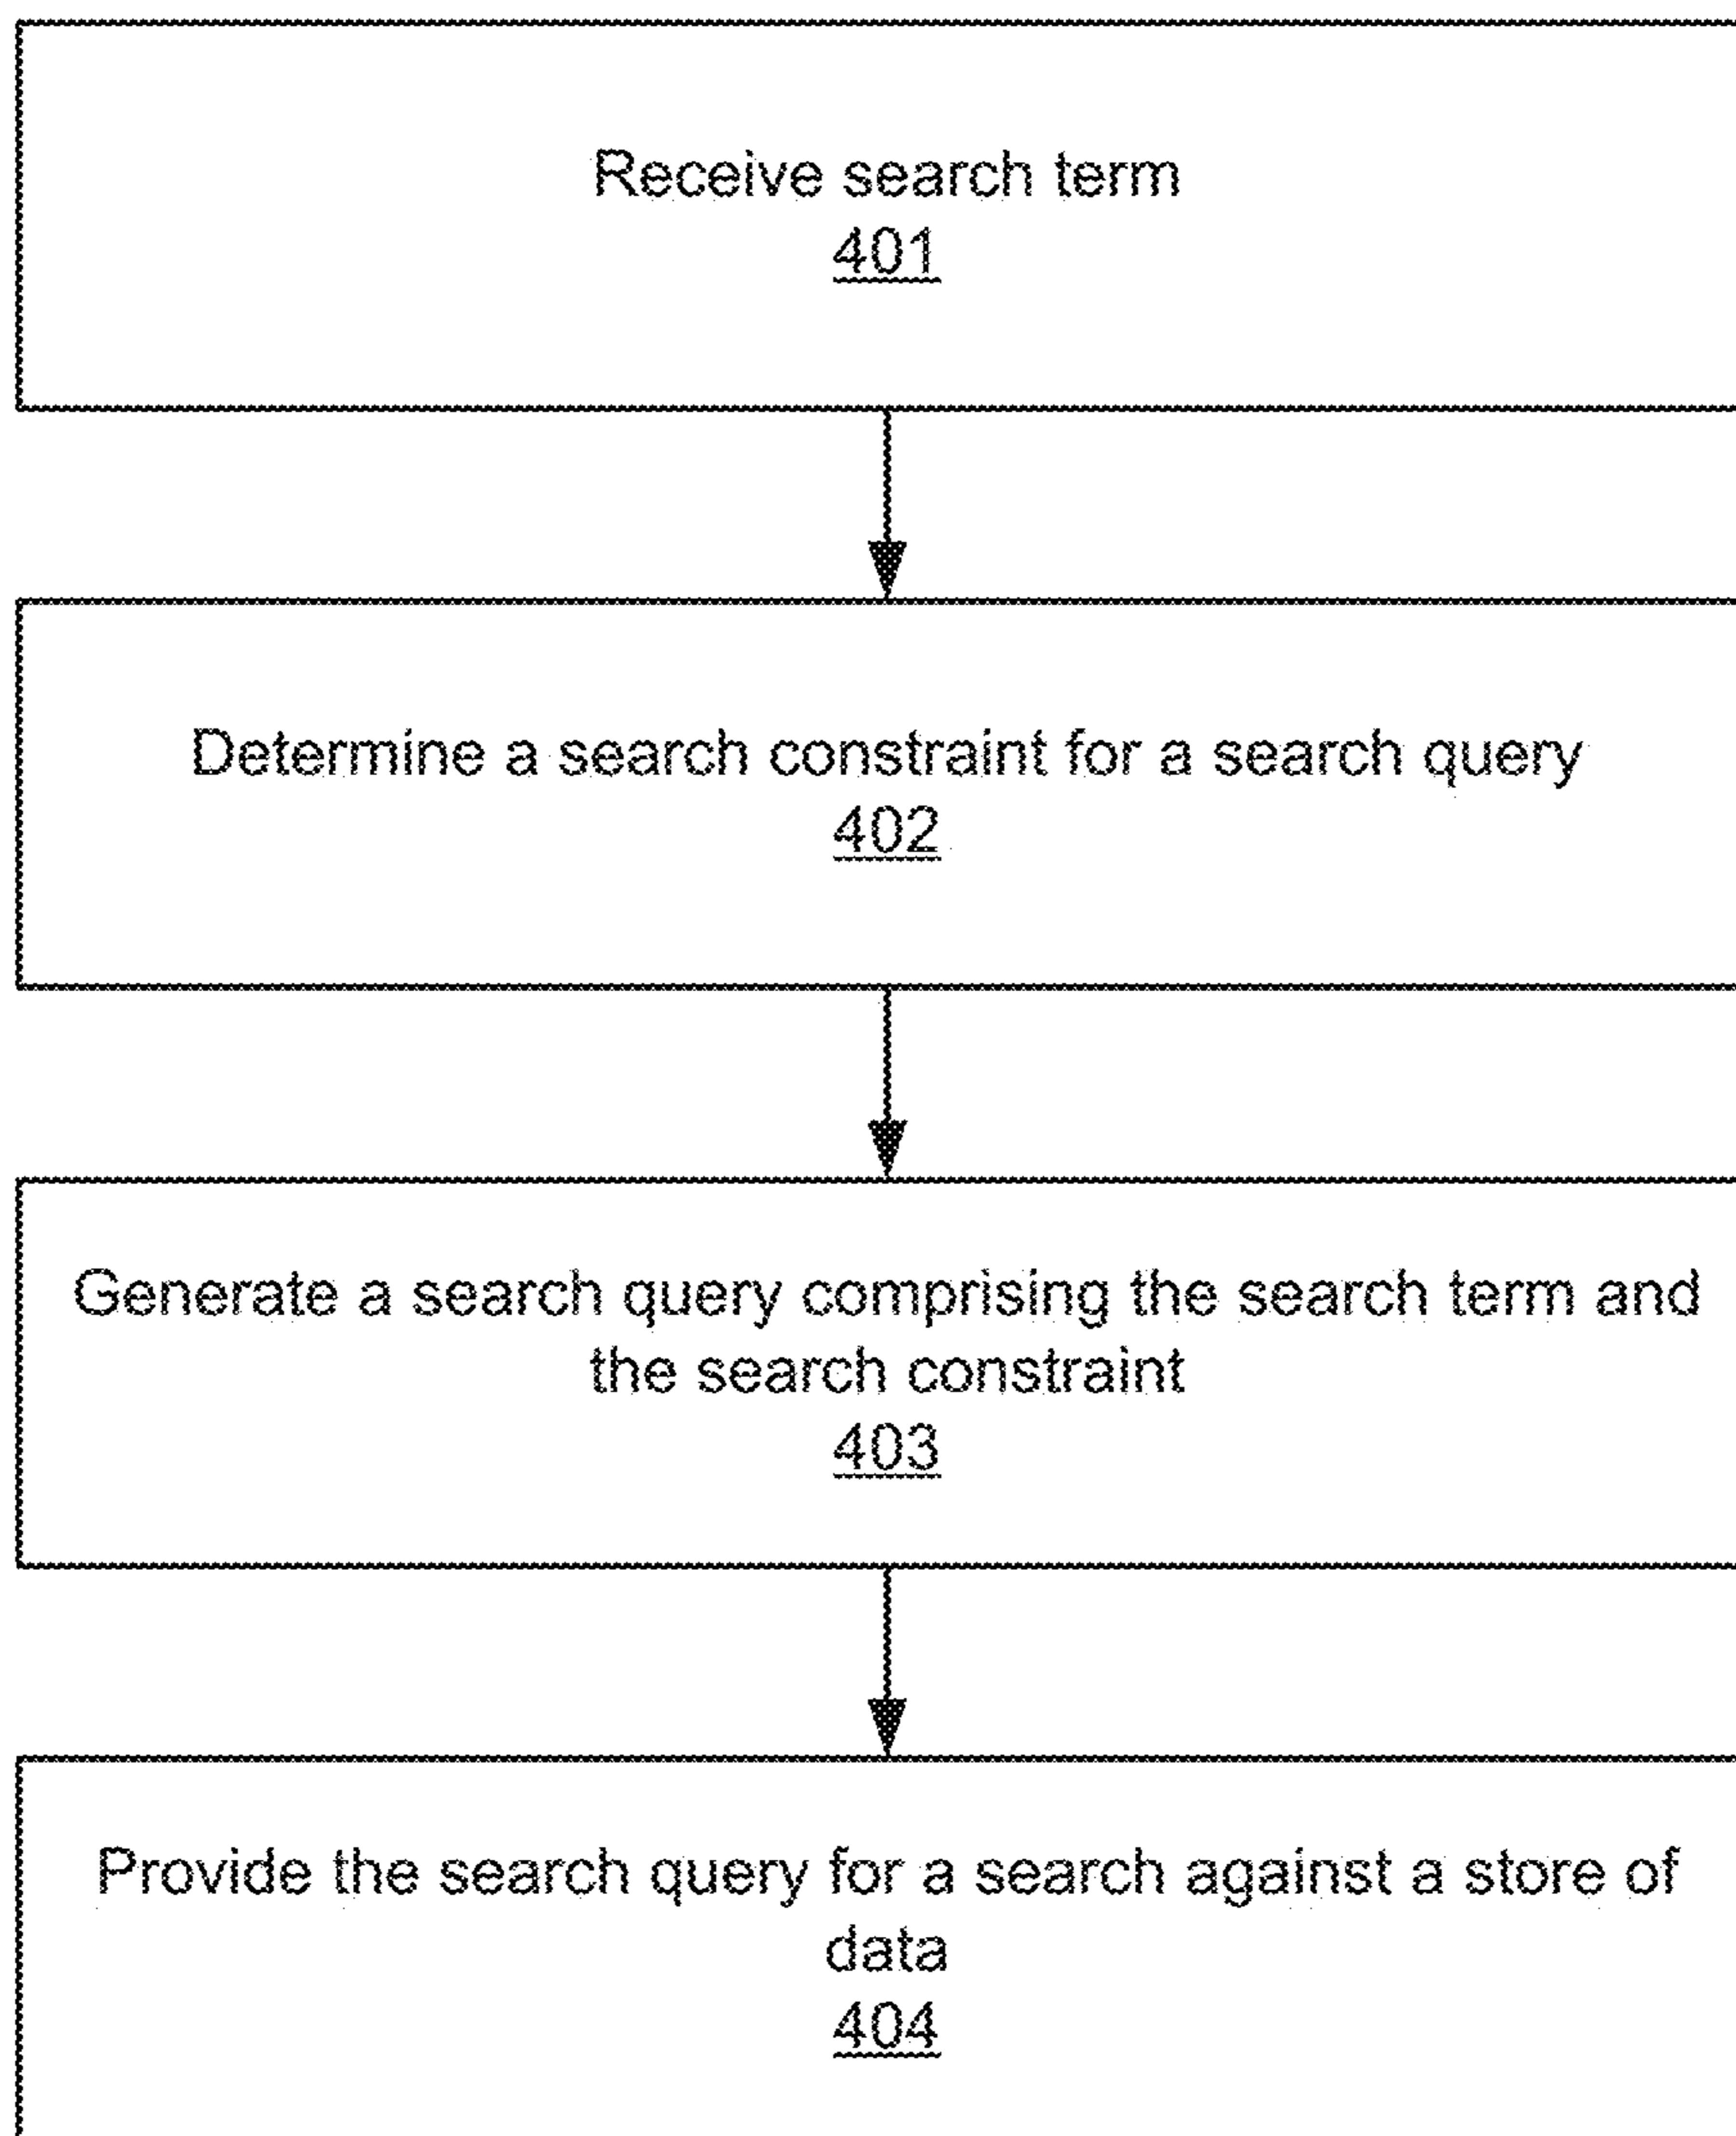 Receive search term
401
Determine a search constraint for a search query
402
Generate a search query comprising the search term and
the search constraint
403
Provide the search query for a search against a store of
data
404